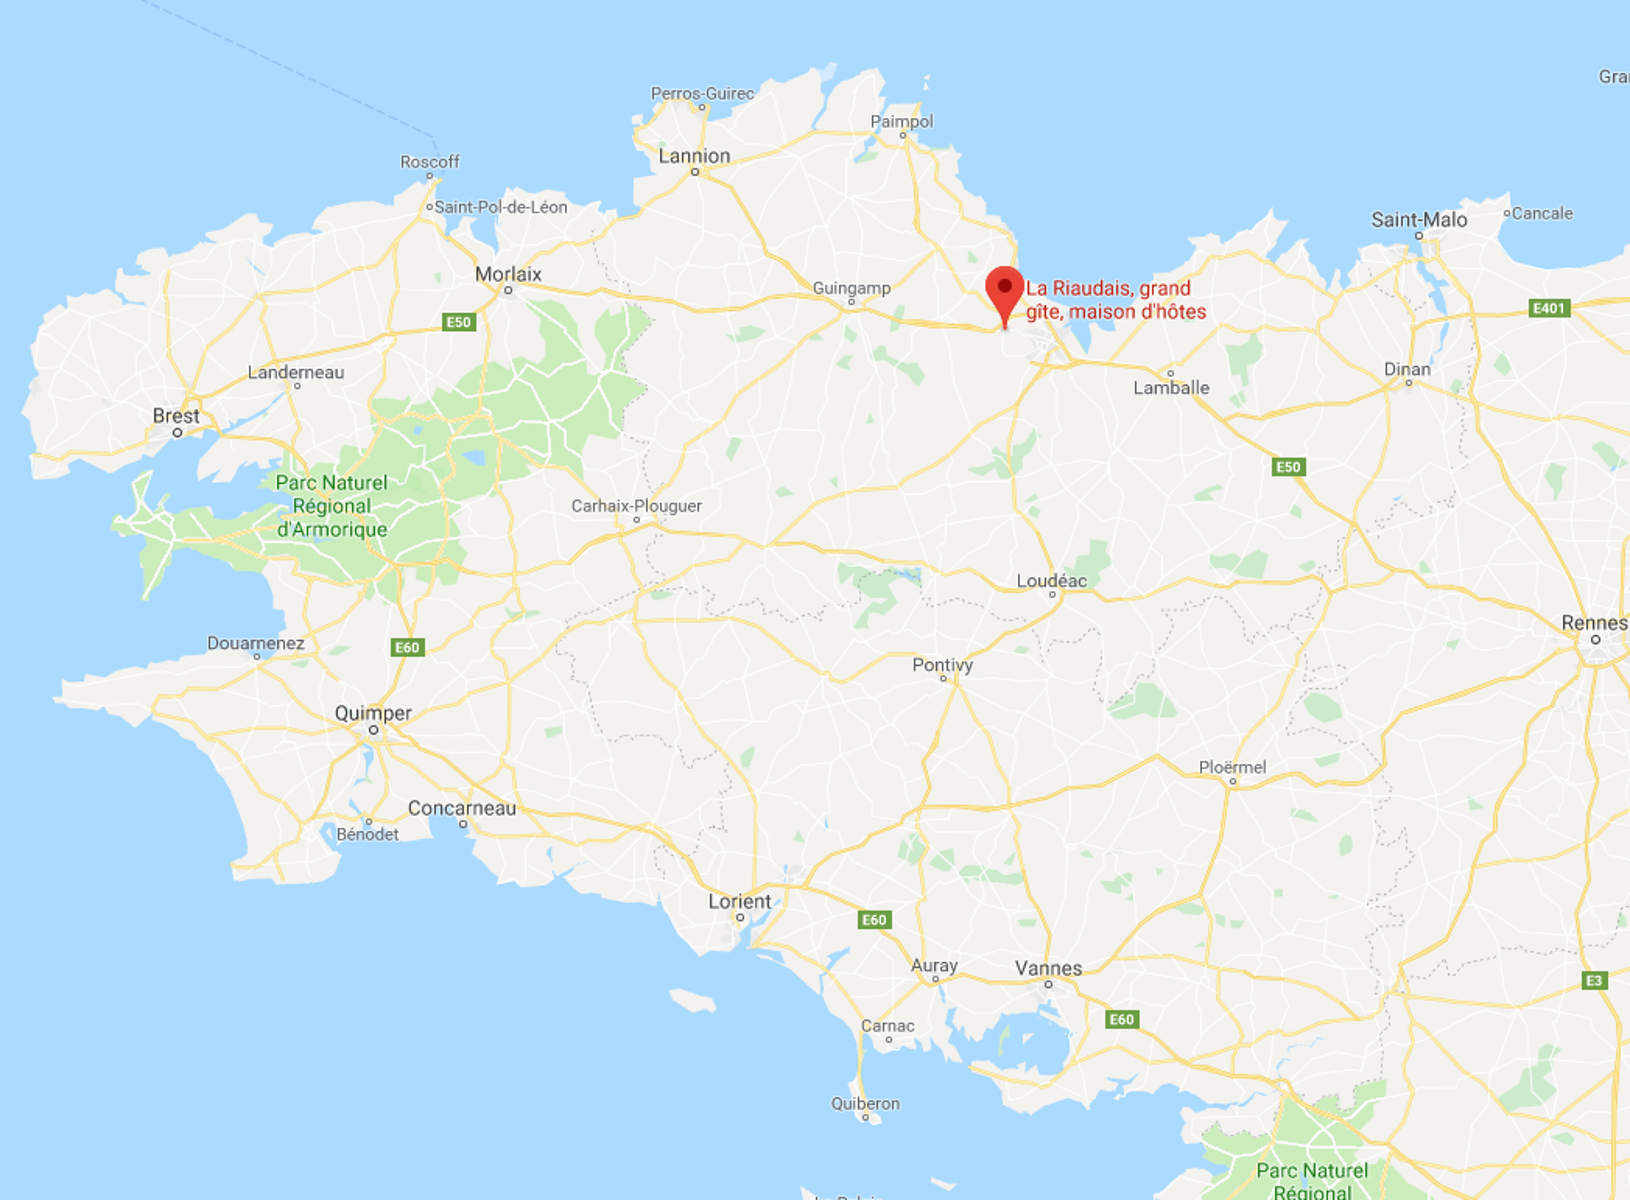 Gra
Perros-Guirec
Paimpol
Lannion
Roscoff
Saint-Pol-de-Léon
Saint-Malo
Cancale
Morlaix
Guingamp
La Riaudais, grand
gîte, maison d'hôtes
E401
E50
Landerneau
Dinan
Lamballe
Brest
E50
Parc Naturel
Régional
d'Armorique
Carhaix-Plouguer
Loudéac
Rennes
Douarnenez
E60
Pontivy
Quimper
Ploërmel
Concarneau
Bénodet
Lorient
E60
Auray
Vannes
E3
E60
Carnac
Quiberon
Parc Naturel
Régional